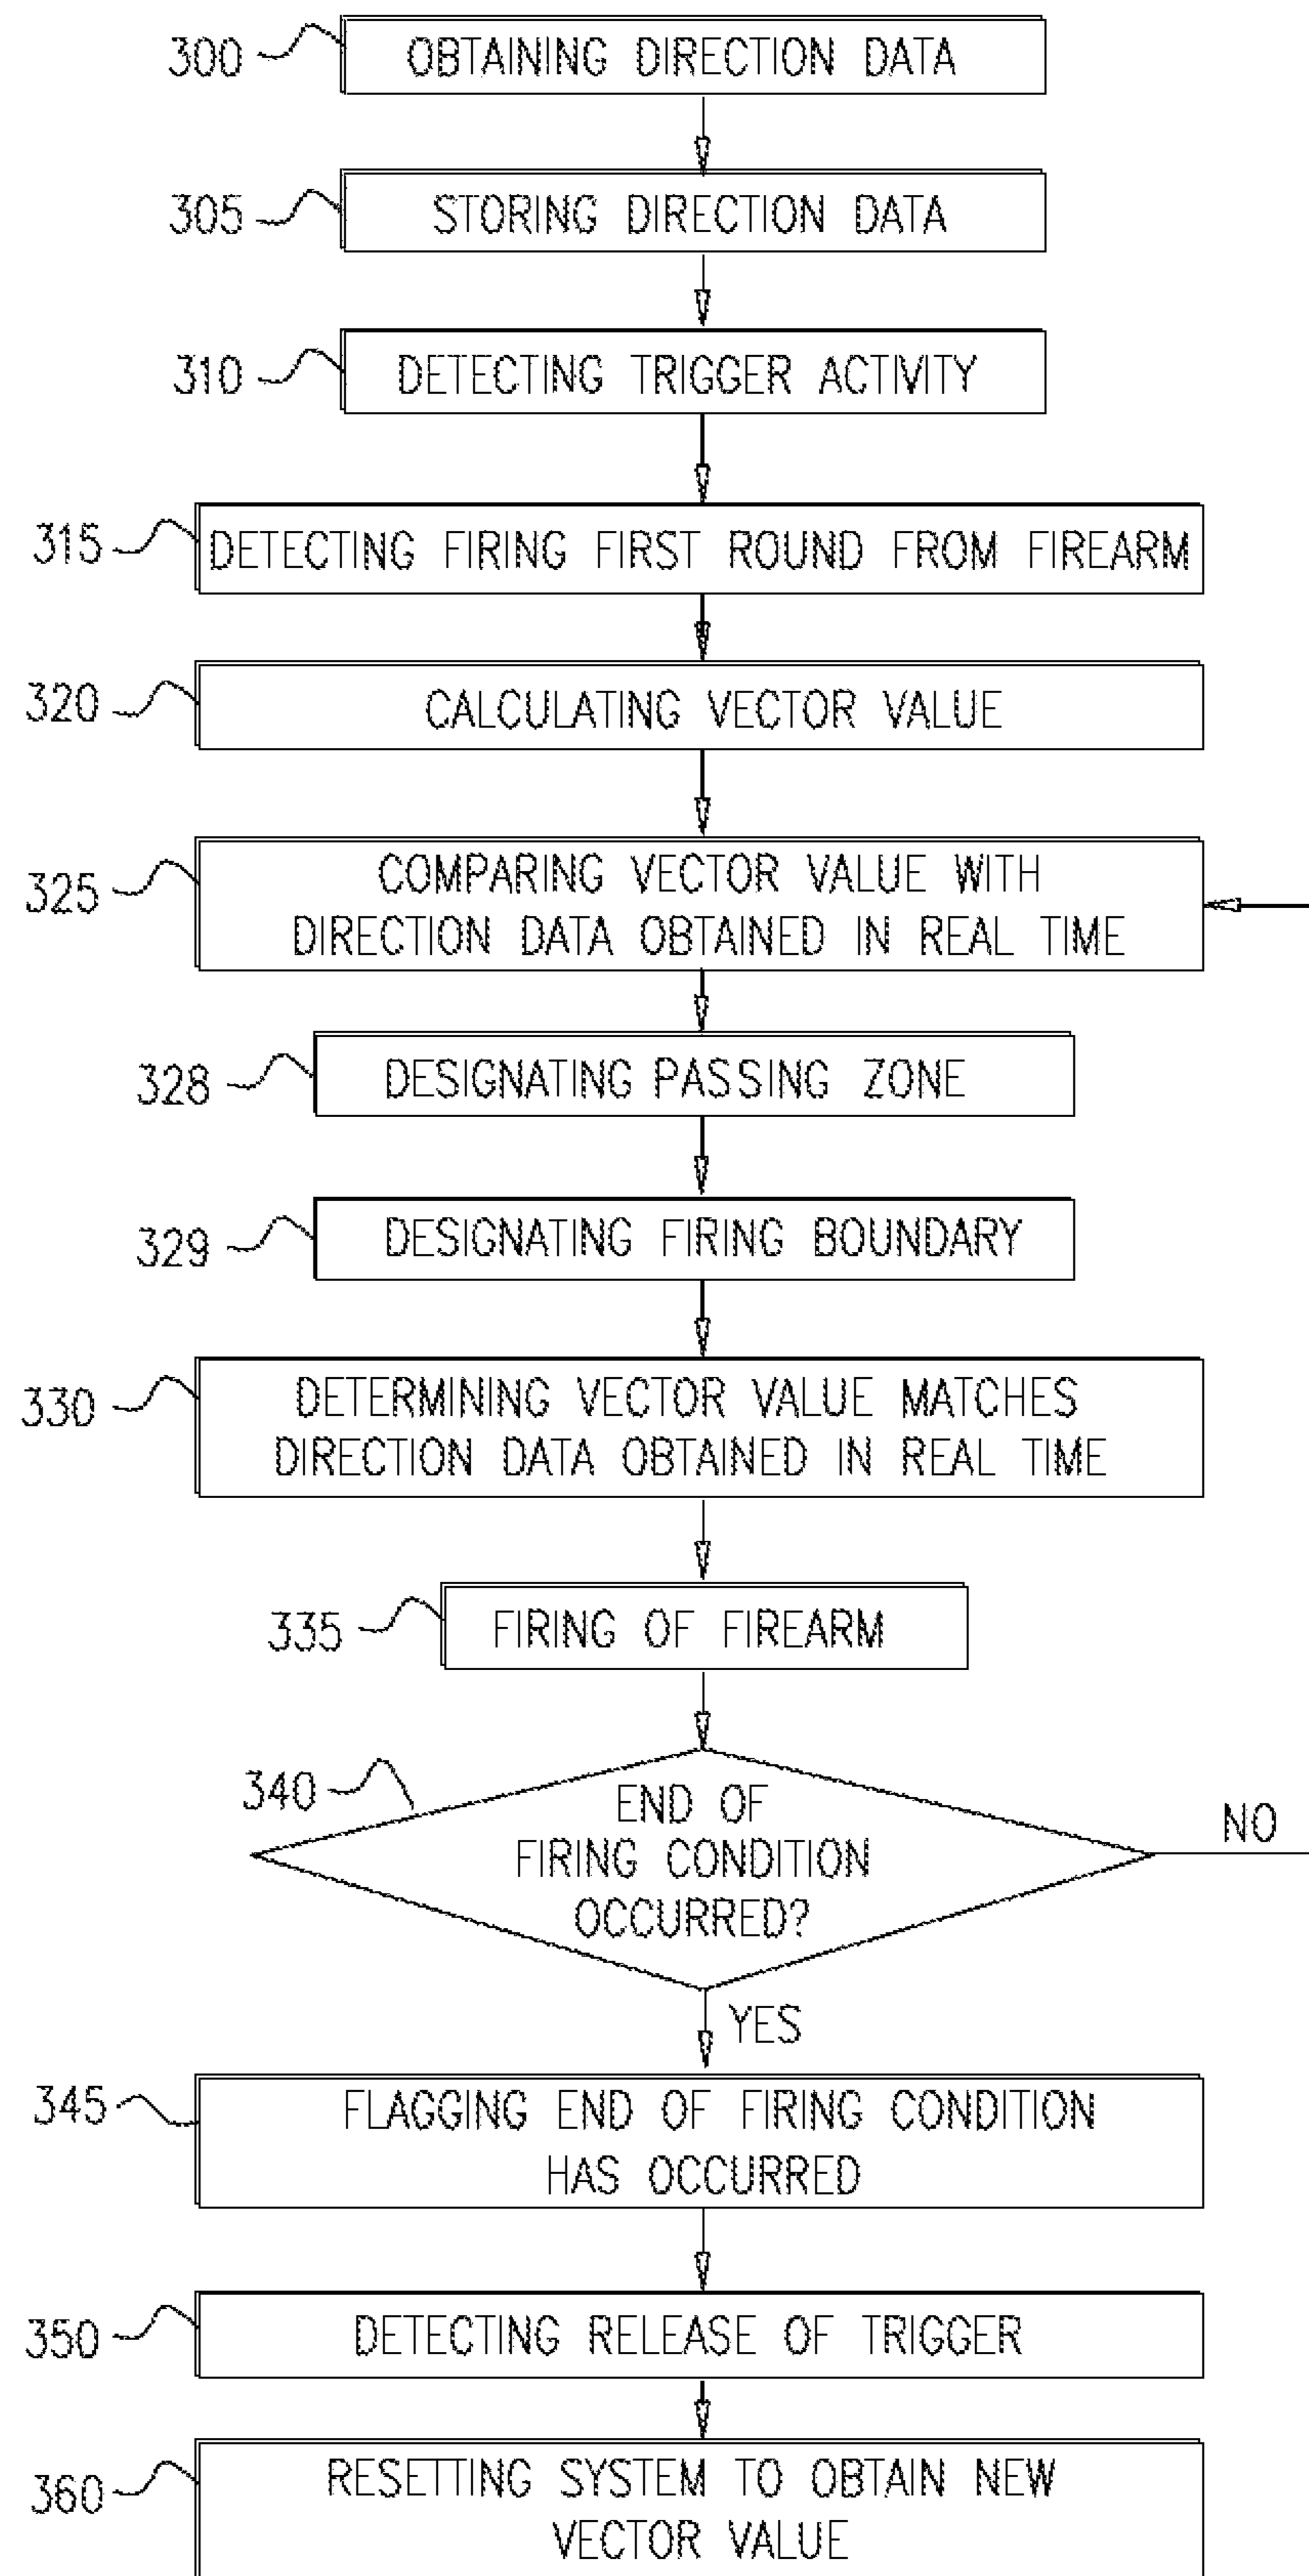 300 OBTAINING DIRECTION DATA
305 STORING DIRECTION DATA
310 DETECTING TRIGGER ACTIVITY
315 DETECTING FIRING FIRST ROUND FROM FIREARM
320 CALCULATING VECTOR VALUE
325 COMPARING VECTOR VALUE WITH
DIRECTION DATA OBTAINED IN REAL TIME
328 DESIGNATING PASSING ZONE
329 DESIGNATING FIRING BOUNDARY
330 DETERMINING VECTOR VALUE MATCHES
DIRECTION DATA OBTAINED IN REAL TIME
335 FIRING OF FIREARM
340 END OF
FIRING CONDITION
OCCURRED?
NO
YES
345 FLAGGING END OF FIRING CONDITION
HAS OCCURRED
350 DETECTING RELEASE OF TRIGGER
360 RESETTING SYSTEM TO OBTAIN NEW
VECTOR VALUE